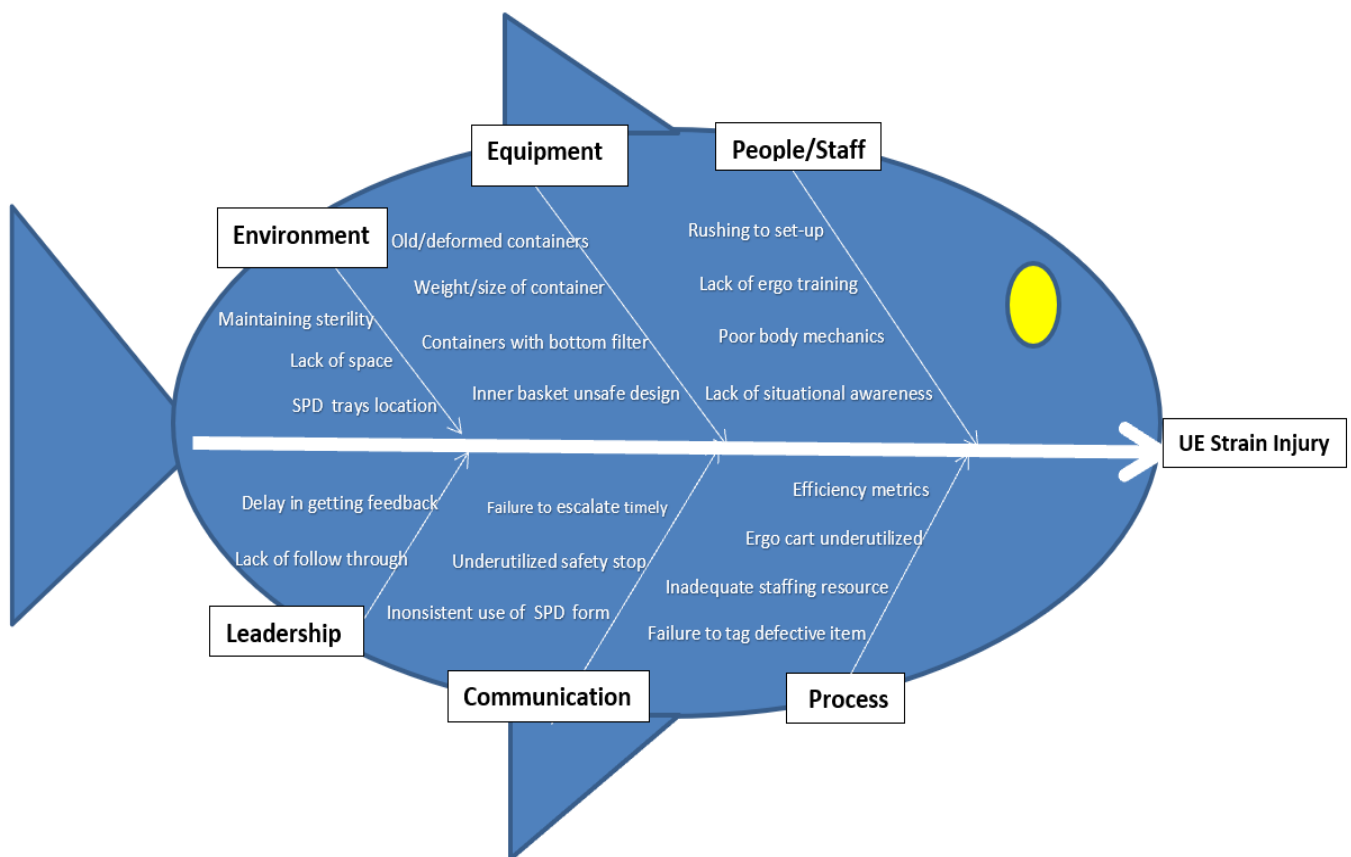 Equipment
People/Staff
Environment
Old/deformed containers
Weight/size of container
Containers with bottom filter
Inner basket unsafe design
Rushing to set-up
Lack of ergo training
Poor body mechanics
Lack of situational awareness
Maintaining sterility
Lack of space
SPD trays location
UE Strain Injury
Delay in getting feedback
Lack of follow through
Leadership
Failure to escalate timely
Underutilized safety stop
Inonsistent use of SPD form
Communication
Efficiency metrics
Ergo cart underutilized
Inadequate staffing resource
Failure to tag defective item
Process